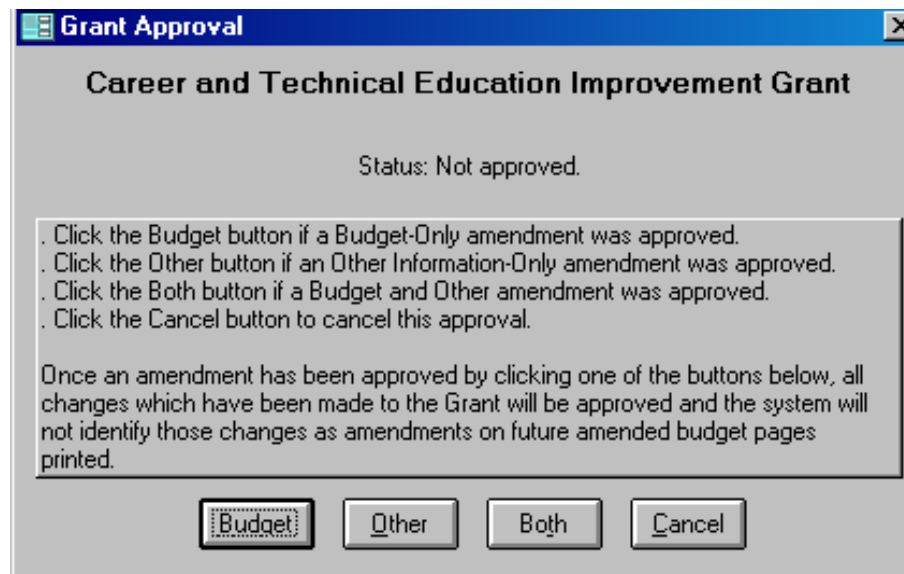 Grant Approval
Career and Technical Education Improvement Grant
Status: Not approved.
. Click the Budget button if a Budget-Only amendment was approved.
. Click the Other button if an Other Information-Only amendment was approved.
. Click the Both button if a Budget and Other amendment was approved.
. Click the Cancel button to cancel this approval.
Once an amendment has been approved by clicking one of the buttons below, all
changes which have been made to the Grant will be approved and the system will
not identify those changes as amendments on future amended budget pages
printed.
Budget Other Both Cancel